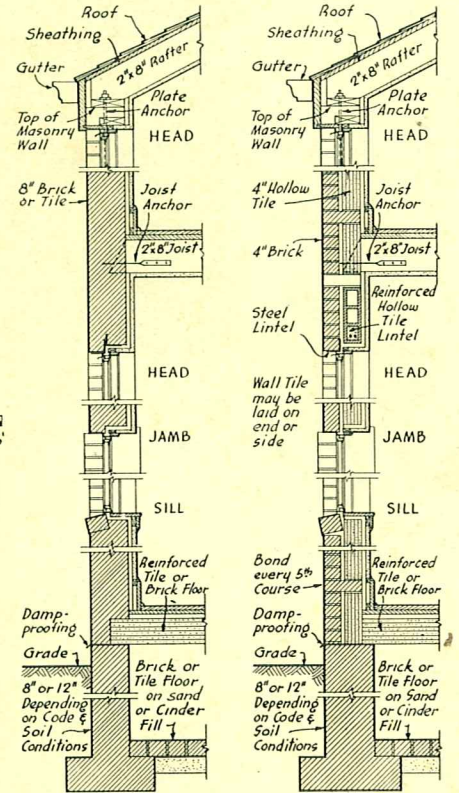 Roof
Sheathing
2"x8" Rafter
Gutter
Top of
Masonry
Wall
Plate
Anchor
HEAD
8" Brick
or Tile
Joist
Anchor
2"x8" Joist
HEAD
JAMB
SILL
Reinforced
Tile or
Brick Floor
Damp-
proofing
Grade
8" or 12"
Depending
on Code &
Soil
Conditions
Brick or
Tile Floor
on sand
or Cinder
Fill
Roof
Sheathing
2"x8" Rafter
Gutter
Top of
Masonry
Wall
Plate
Anchor
HEAD
4" Hollow
Tile
Joist
Anchor
4" Brick
2"x8" Joist
Reinforced
Hollow
Tile
Lintel
Steel
Lintel
HEAD
Wall Tile
may be
laid on
end or
side
JAMB
SILL
Bond
every 5th
Course
Reinforced
Tile or
Brick Floor
Damp-
proofing
Grade
8" or 12"
Depending
on Code &
Soil
Conditions
Brick or
Tile Floor
on Sand
or Cinder
Fill